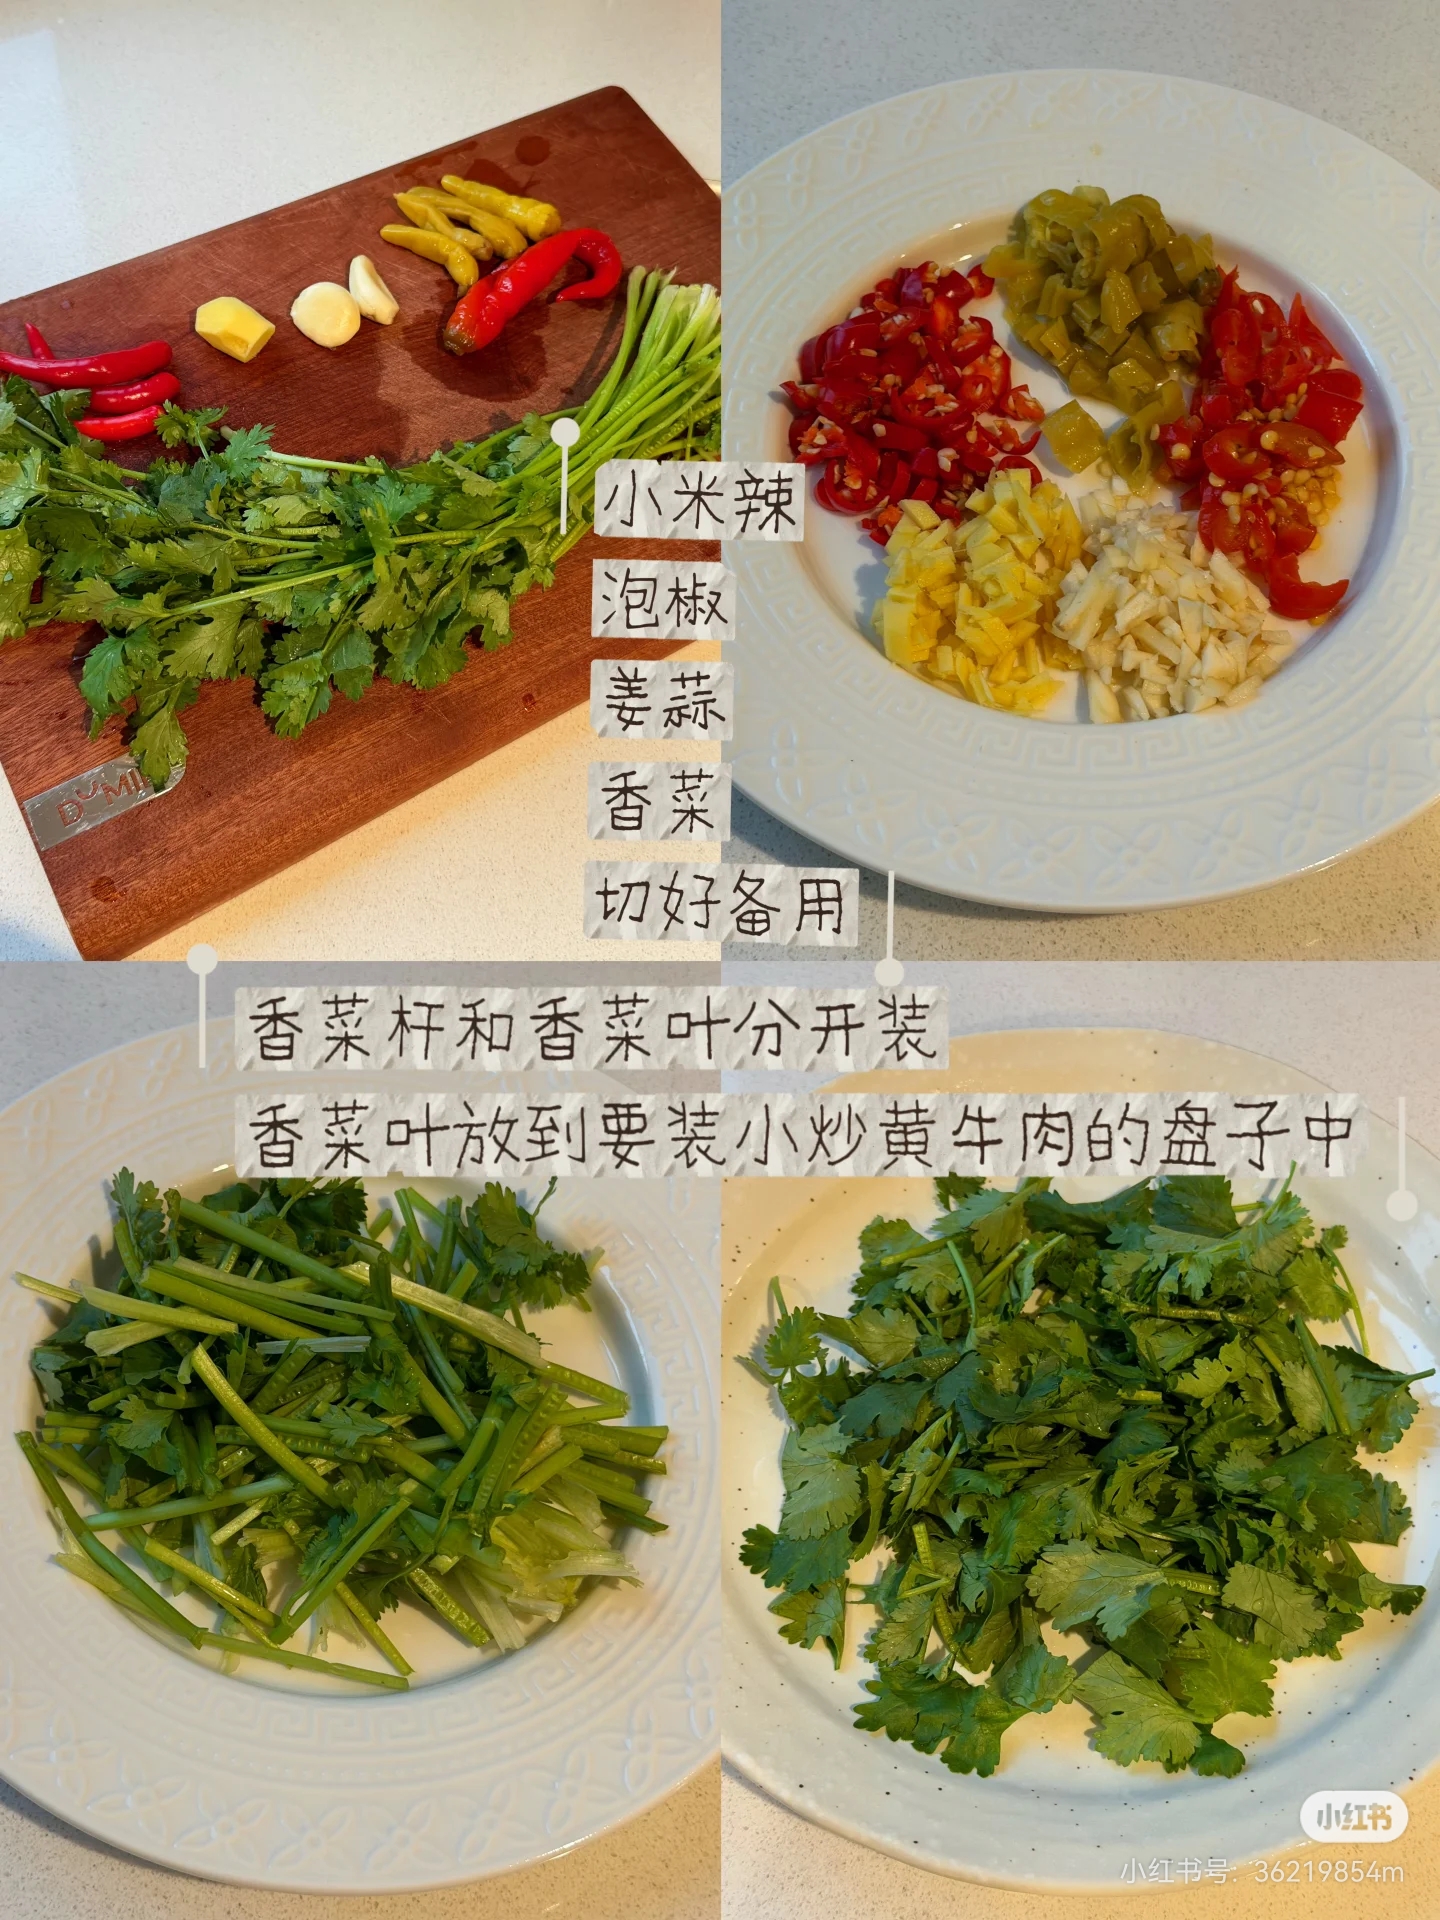 小米辣
泡椒
姜蒜
香菜
切好备用
香菜杆和香菜叶分开装
香菜叶放到要装小炒黄牛肉的盘子中
小红书
小红书号: 36219854m